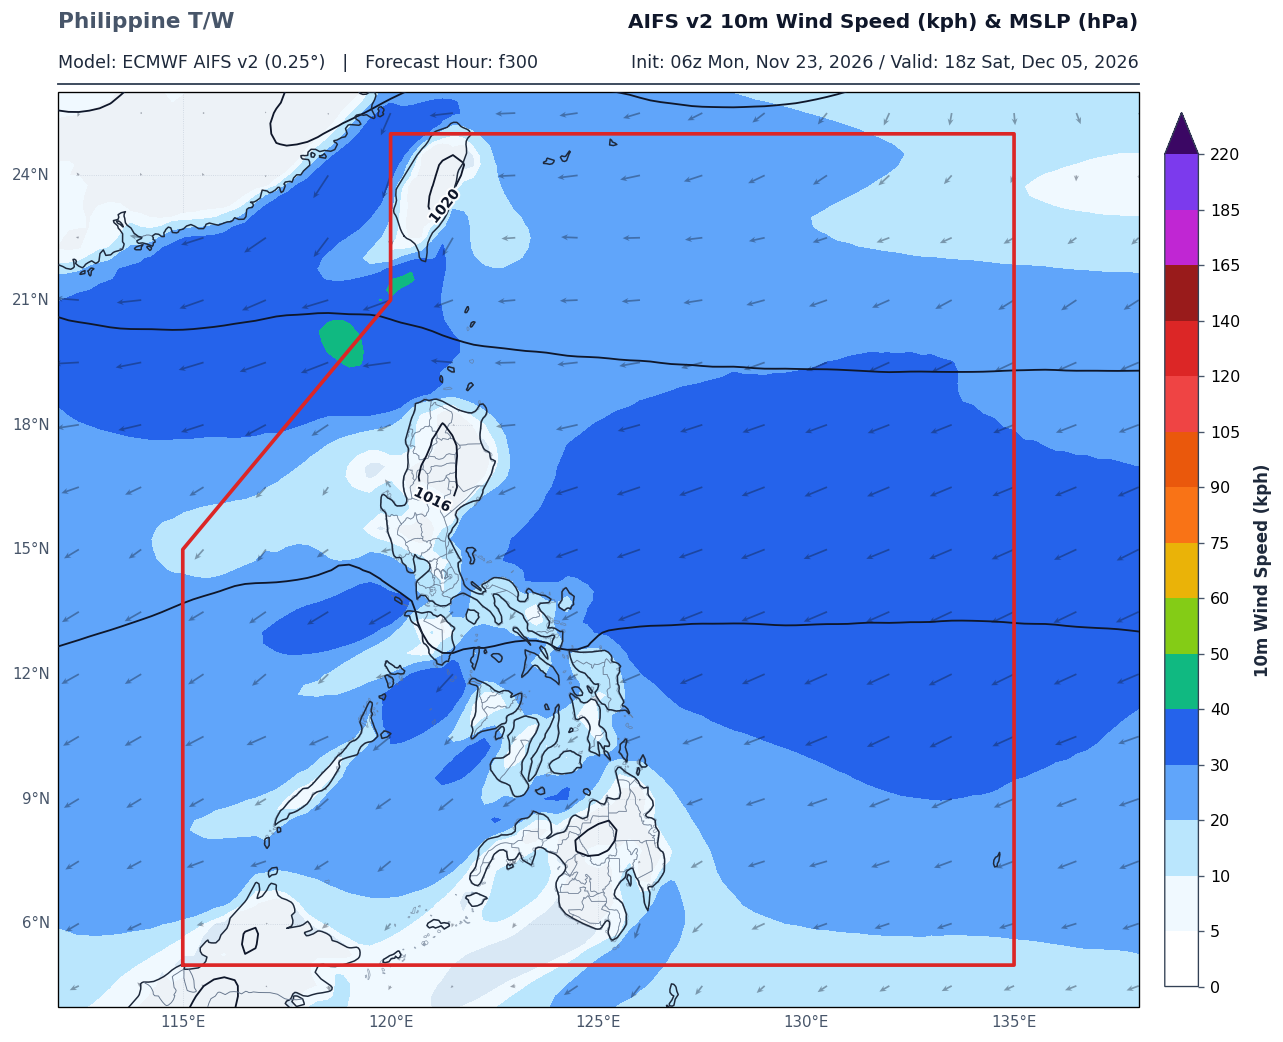 Philippine T/W
AIFS v2 10m Wind Speed (kph) & MSLP (hPa)
Model: ECMWF AIFS v2 (0.25°) | Forecast Hour: f300
Init: 06z Mon, Nov 23, 2026 / Valid: 18z Sat, Dec 05, 2026
24°N
21°N
18°N
15°N
12°N
9°N
6°N
1020
1016
115°E
120°E
125°E
130°E
135°E
220
185
165
140
120
105
90
75
60
50
40
30
20
10
5
0
10m Wind Speed (kph)